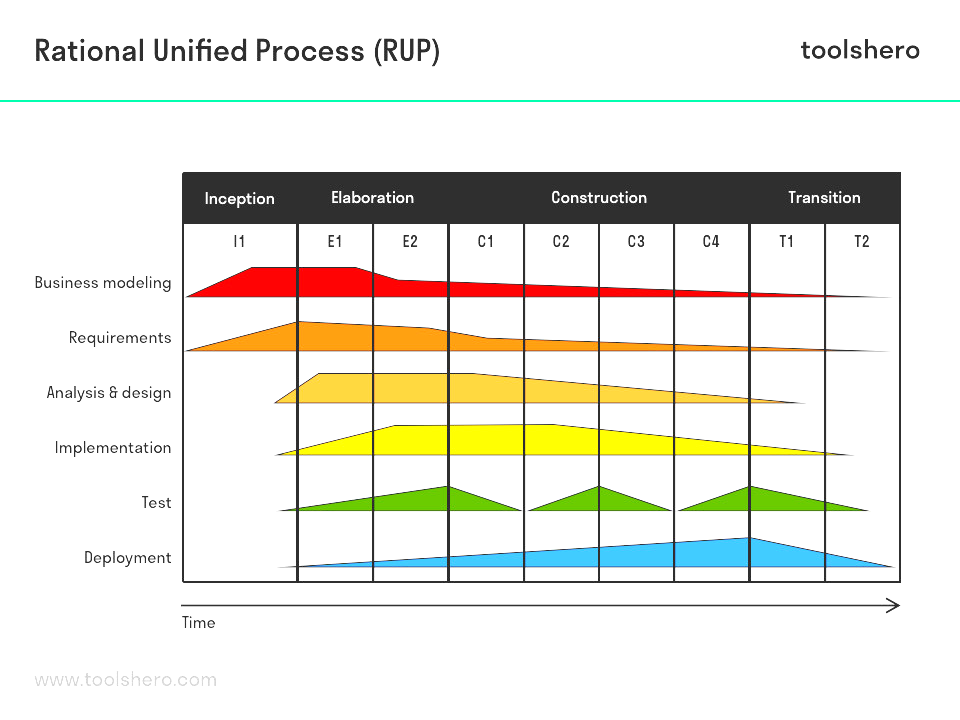 Rational Unified Process (RUP)
toolshero
Inception Elaboration Construction Transition
I1 E1 E2 C1 C2 C3 C4 T1 T2
Business modeling
Requirements
Analysis & design
Implementation
Test
Deployment
Time
www.toolshero.com